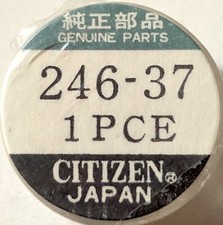 純正部品
GENUINE PARTS
246-37
1 PCE
CITIZEN®
JAPAN